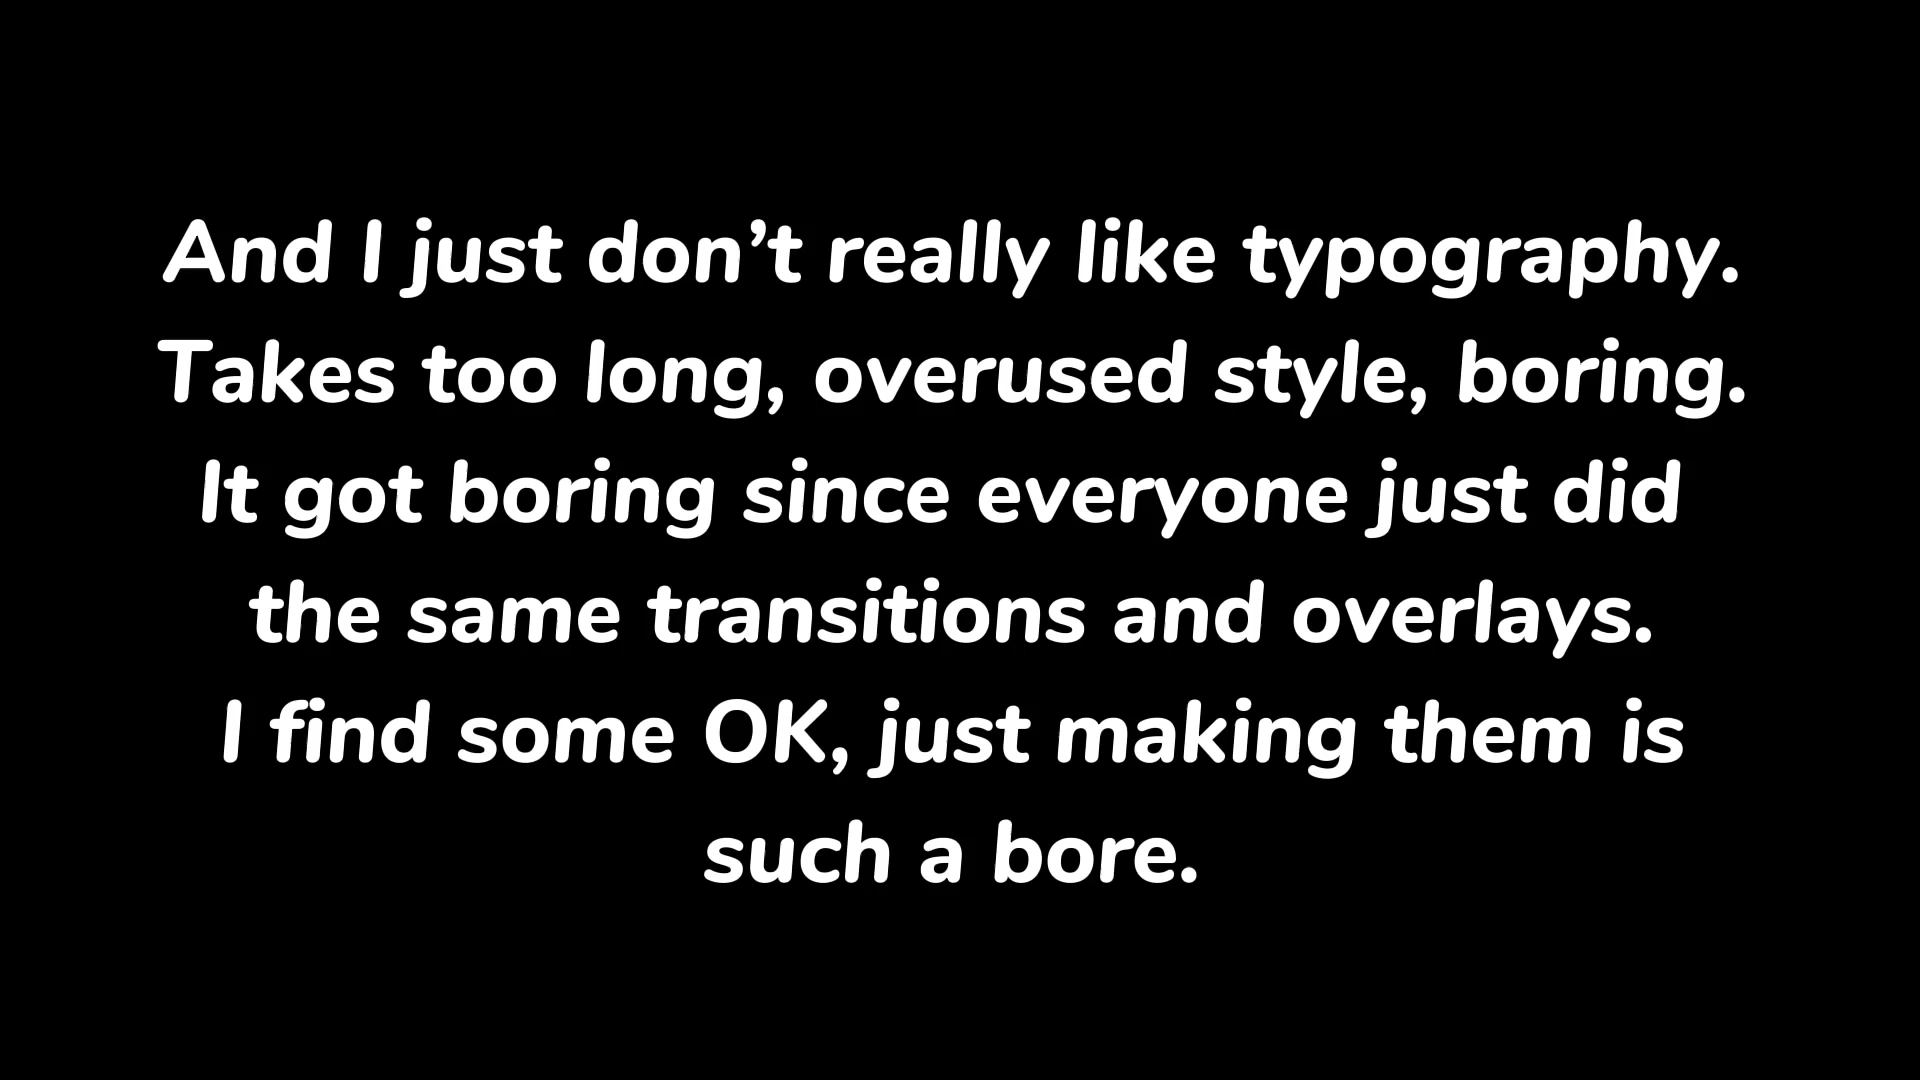 And I just don’t really like typography.
Takes too long, overused style, boring.
It got boring since everyone just did
the same transitions and overlays.
I find some OK, just making them is
such a bore.